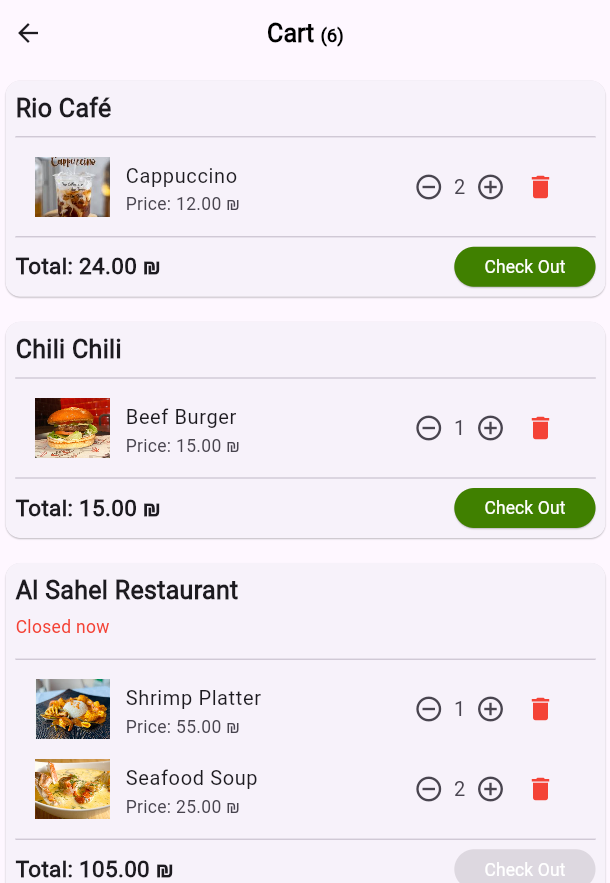 Cart (6)
Rio Café
Cappuccino
Cappuccino
Price: 12.00 ₪
2
Total: 24.00 ₪
Check Out
Chili Chili
Beef Burger
Price: 15.00 ₪
1
Total: 15.00 ₪
Check Out
Al Sahel Restaurant
Closed now
Shrimp Platter
Price: 55.00 ₪
1
Seafood Soup
Price: 25.00 ₪
2
Total: 105.00 ₪
Check Out